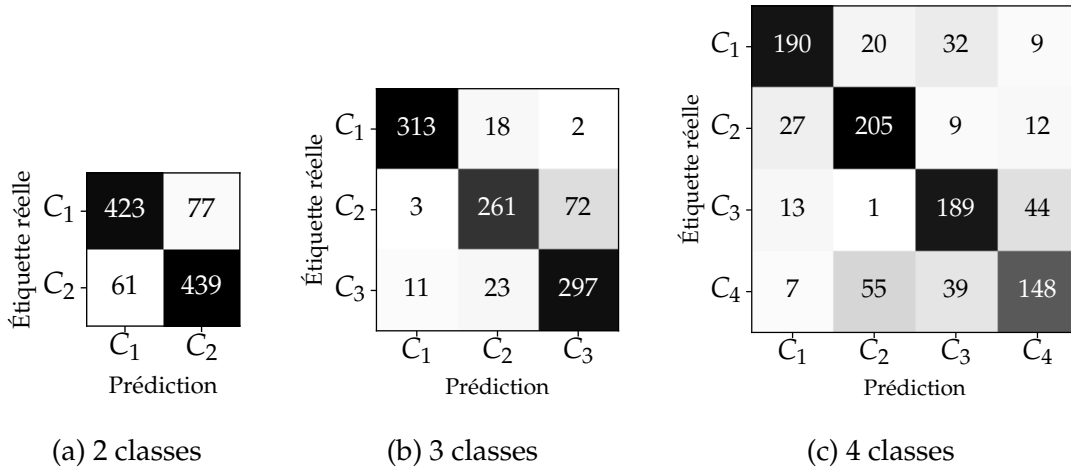 Étiquette réelle
C1 423 77
C2 61 439
C1 C2
Prédiction
(a) 2 classes
Étiquette réelle
C1 313 18 2
C2 3 261 72
C3 11 23 297
C1 C2 C3
Prédiction
(b) 3 classes
Étiquette réelle
C1 190 20 32 9
C2 27 205 9 12
C3 13 1 189 44
C4 7 55 39 148
C1 C2 C3 C4
Prédiction
(c) 4 classes